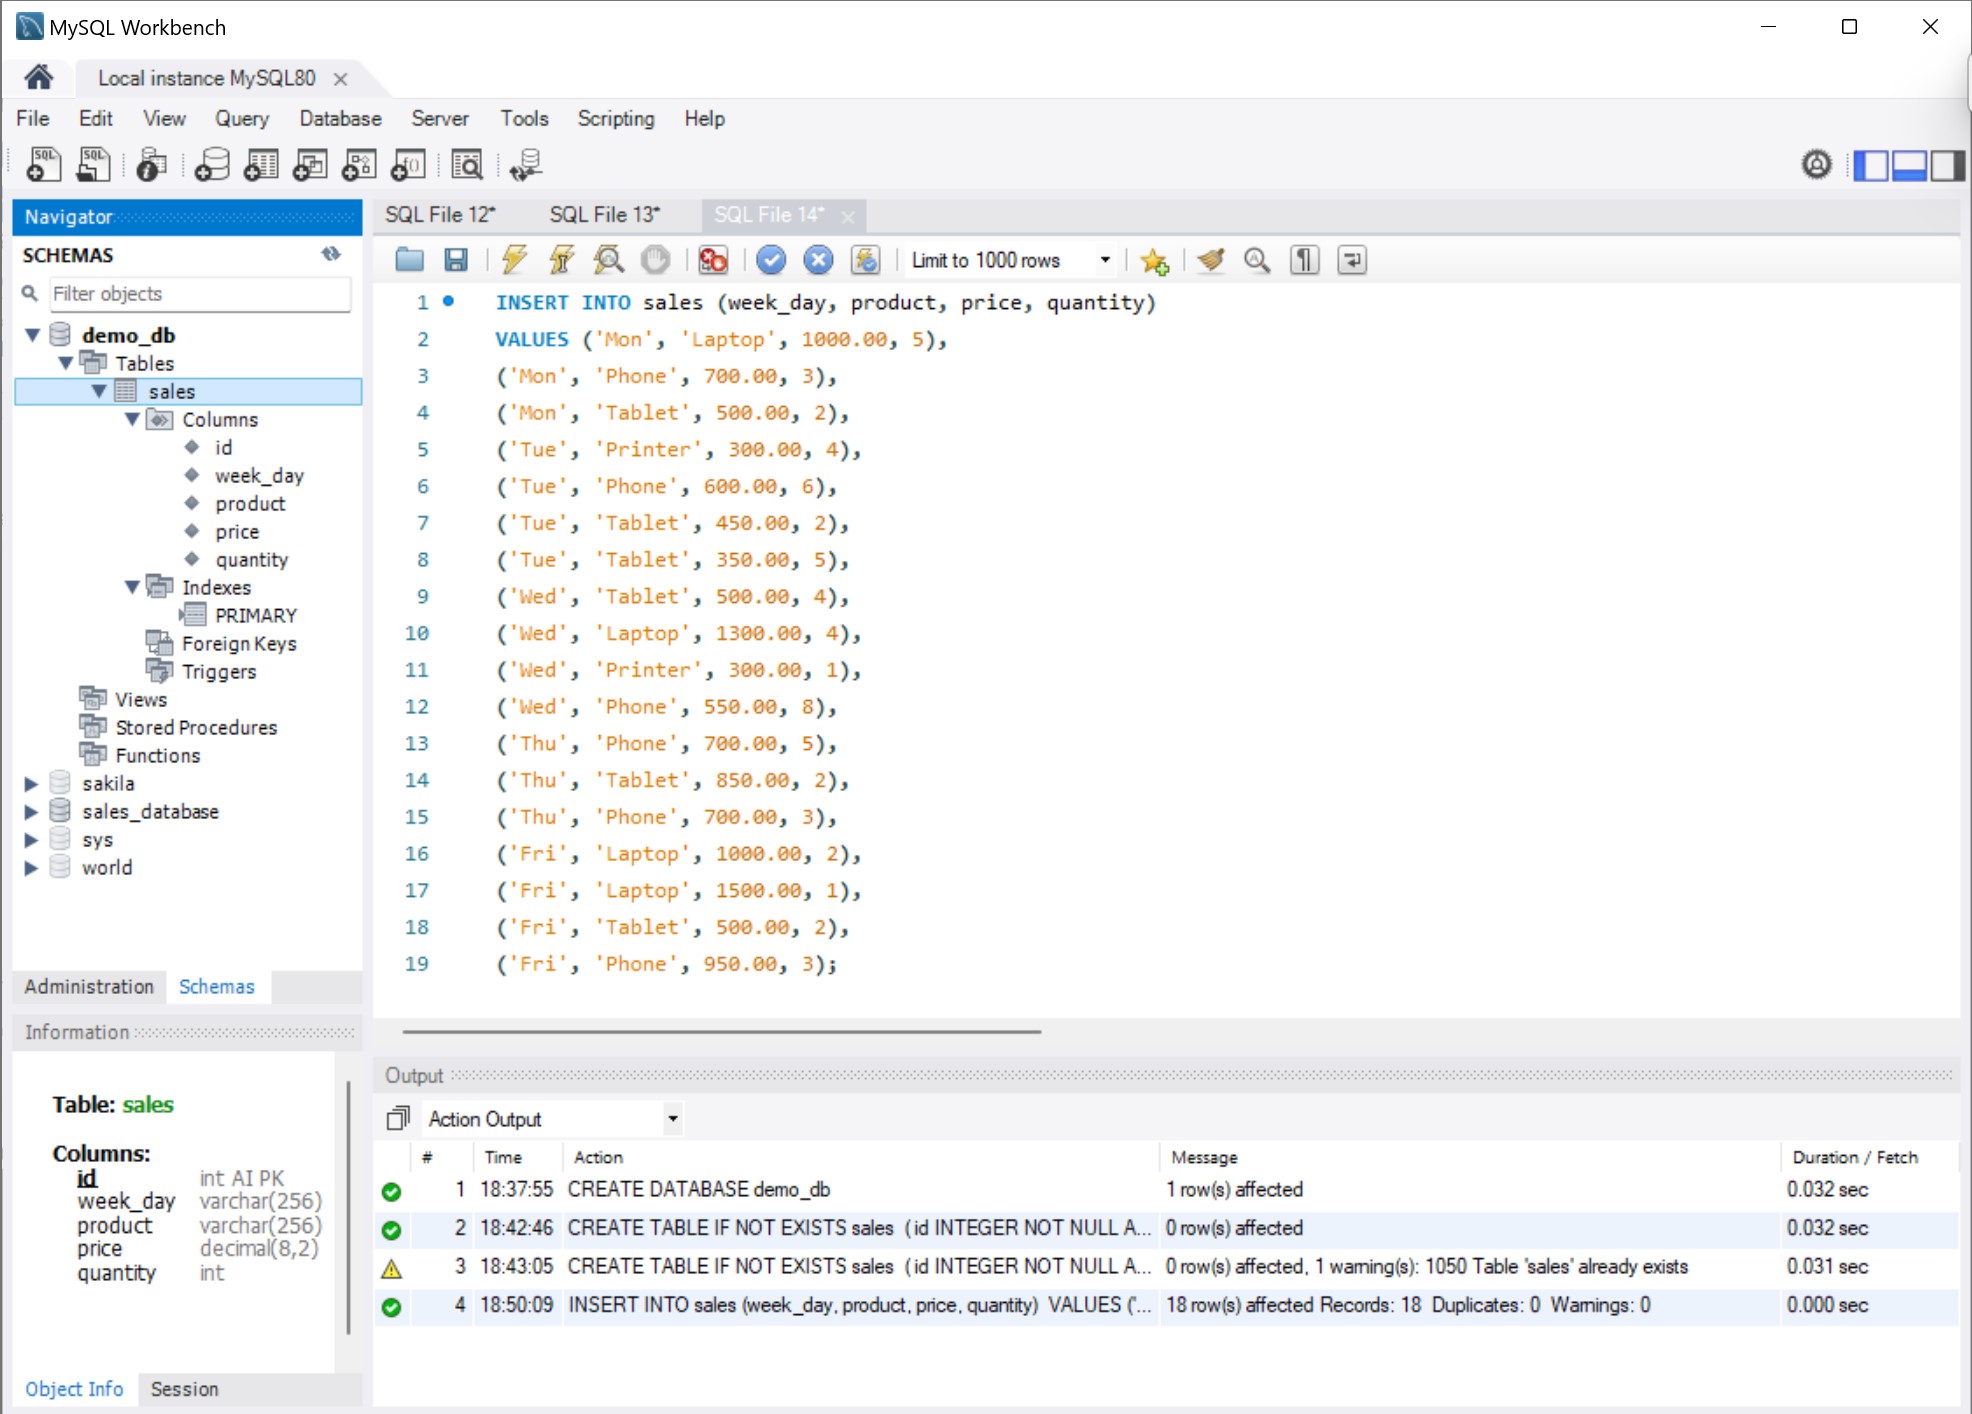 MySQL Workbench
Local instance MySQL80
File Edit View Query Database Server Tools Scripting Help
Navigator
SCHEMAS
Filter objects
demo_db
Tables
sales
Columns
id
week_day
product
price
quantity
Indexes
PRIMARY
Foreign Keys
Triggers
Views
Stored Procedures
Functions
sakila
sales_database
sys
world
Administration Schemas
Information
Table: sales
Columns:
id int AI PK
week_day varchar(256)
product varchar(256)
price decimal(8,2)
quantity int
Object Info Session
SQL File 12* SQL File 13* SQL File 14*
Limit to 1000 rows
1 INSERT INTO sales (week_day, product, price, quantity)
2 VALUES ('Mon', 'Laptop', 1000.00, 5),
3 ('Mon', 'Phone', 700.00, 3),
4 ('Mon', 'Tablet', 500.00, 2),
5 ('Tue', 'Printer', 300.00, 4),
6 ('Tue', 'Phone', 600.00, 6),
7 ('Tue', 'Tablet', 450.00, 2),
8 ('Tue', 'Tablet', 350.00, 5),
9 ('Wed', 'Tablet', 500.00, 4),
10 ('Wed', 'Laptop', 1300.00, 4),
11 ('Wed', 'Printer', 300.00, 1),
12 ('Wed', 'Phone', 550.00, 8),
13 ('Thu', 'Phone', 700.00, 5),
14 ('Thu', 'Tablet', 850.00, 2),
15 ('Thu', 'Phone', 700.00, 3),
16 ('Fri', 'Laptop', 1000.00, 2),
17 ('Fri', 'Laptop', 1500.00, 1),
18 ('Fri', 'Tablet', 500.00, 2),
19 ('Fri', 'Phone', 950.00, 3);
Output
Action Output
# Time Action Message Duration / Fetch
1 18:37:55 CREATE DATABASE demo_db 1 row(s) affected 0.032 sec
2 18:42:46 CREATE TABLE IF NOT EXISTS sales ( id INTEGER NOT NULL A... 0 row(s) affected 0.032 sec
3 18:43:05 CREATE TABLE IF NOT EXISTS sales ( id INTEGER NOT NULL A... 0 row(s) affected, 1 warning(s): 1050 Table 'sales' already exists 0.031 sec
4 18:50:09 INSERT INTO sales (week_day, product, price, quantity) VALUES ('... 18 row(s) affected Records: 18 Duplicates: 0 Warnings: 0 0.000 sec